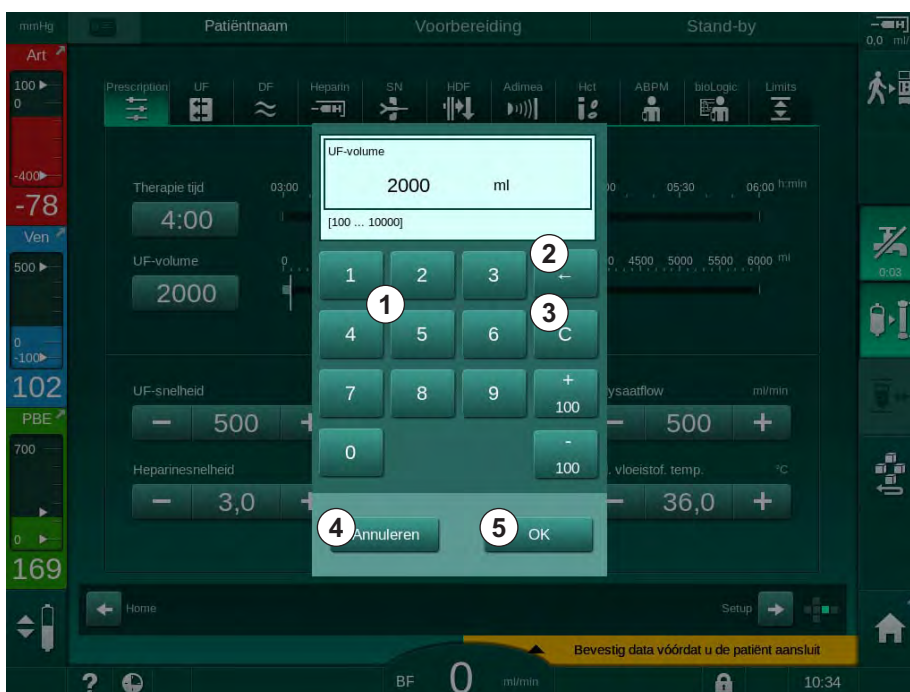 mmHg
Patiëntnaam
Voorbereiding
Stand-by
0,0 ml/
Art
100
0
-400
-78
Ven
500
0
-100
102
PBE
700
0
169
Prescription
UF
DF
Heparin
SN
HDF
Adimea
Hct
ABPM
bioLogic
Limits
Therapie tijd
03:00
05:30
06:00 h:min
4:00
UF-volume
0
4500 5000 5500 6000 ml
2000
UF-snelheid
ml/min
− 500 +
− 500 +
Heparinesnelheid
vloeistof. temp. °C
− 3,0 +
− 36,0 +
UF-volume
2000 ml
[100 ... 10000]
1 2 3 ←
4 5 6 C
7 8 9 + 100
0 - 100
Annuleren
OK
1
2
3
4
5
0:03
Home
Setup
Bevestig data vóórdat u de patiënt aansluit
?
BF 0 ml/min
10:34